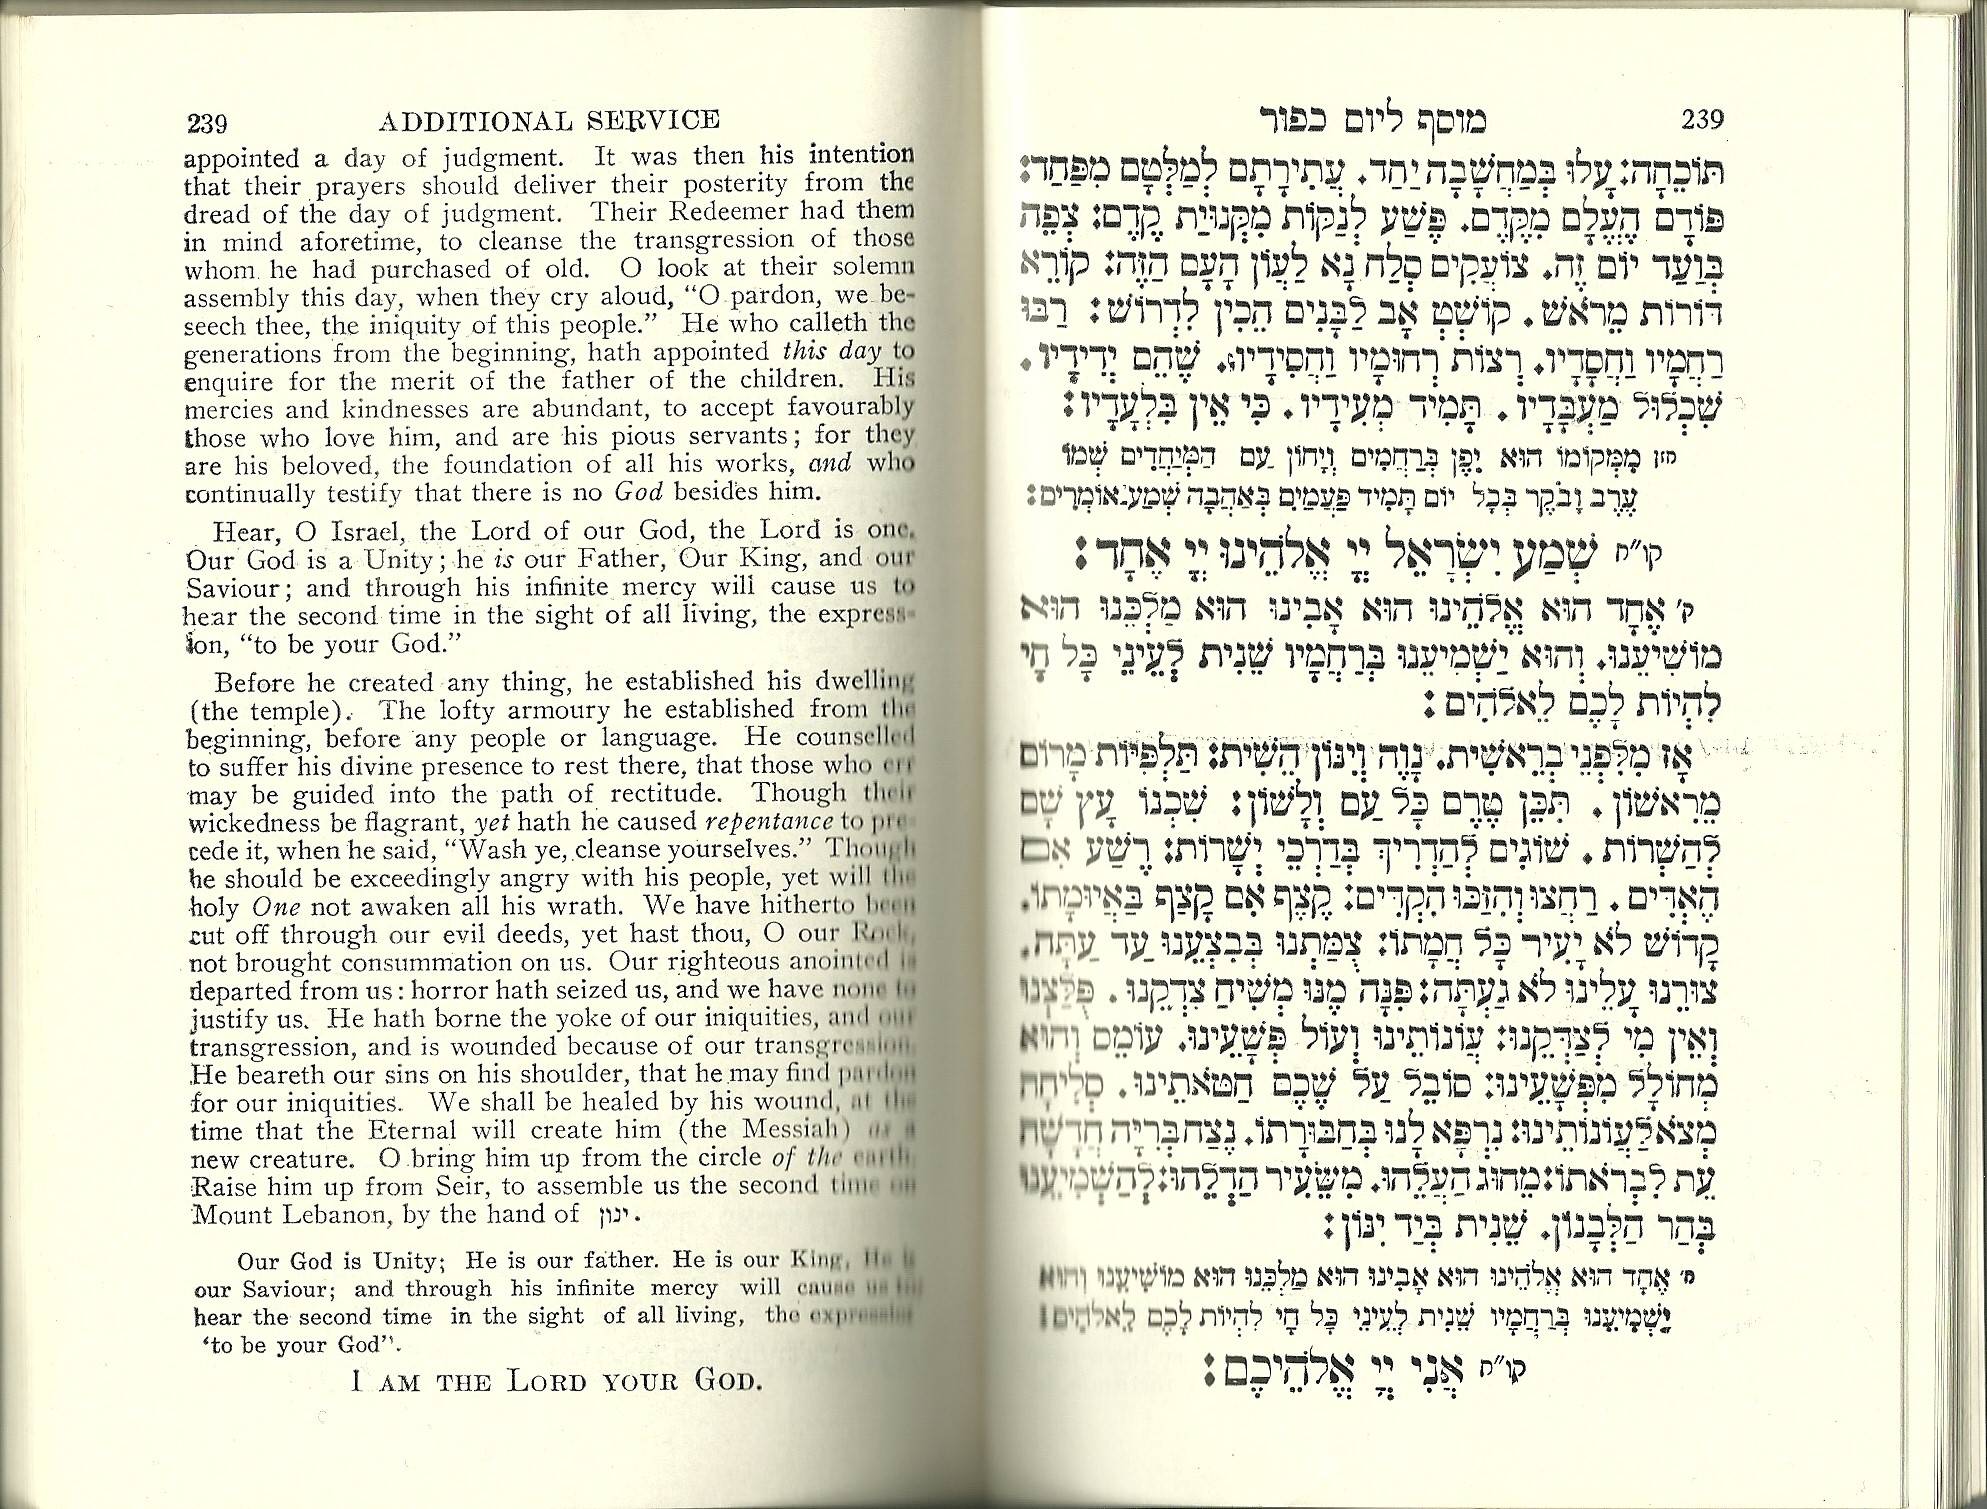 239 ADDITIONAL SERVICE
appointed a day of judgment. It was then his intention
that their prayers should deliver their posterity from the
dread of the day of judgment. Their Redeemer had them
in mind aforetime, to cleanse the transgression of those
whom he had purchased of old. O look at their solemn
assembly this day, when they cry aloud, “O pardon, we be-
seech thee, the iniquity of this people.” He who calleth the
generations from the beginning, hath appointed this day to
enquire for the merit of the father of the children. His
mercies and kindnesses are abundant, to accept favourably
those who love him, and are his pious servants; for they
are his beloved, the foundation of all his works, and who
continually testify that there is no God besides him.
Hear, O Israel, the Lord of our God, the Lord is one.
Our God is a Unity; he is our Father, Our King, and our
Saviour; and through his infinite mercy will cause us to
hear the second time in the sight of all living, the express-
ion, “to be your God.”
Before he created any thing, he established his dwelling
(the temple). The lofty armoury he established from the
beginning, before any people or language. He counselled
to suffer his divine presence to rest there, that those who err
may be guided into the path of rectitude. Though their
wickedness be flagrant, yet hath he caused repentance to pre-
cede it, when he said, “Wash ye, cleanse yourselves.” Though
he should be exceedingly angry with his people, yet will the
holy One not awaken all his wrath. We have hitherto been
cut off through our evil deeds, yet hast thou, O our Rock,
not brought consummation on us. Our righteous anointed is
departed from us: horror hath seized us, and we have none to
justify us. He hath borne the yoke of our iniquities, and our
transgression, and is wounded because of our transgression.
He beareth our sins on his shoulder, that he may find pardon
for our iniquities. We shall be healed by his wound, at the
time that the Eternal will create him (the Messiah) as a
new creature. O bring him up from the circle of the earth.
Raise him up from Seir, to assemble us the second time on
Mount Lebanon, by the hand of ינון.
Our God is Unity; He is our father. He is our King, He is
our Saviour; and through his infinite mercy will cause us to
hear the second time in the sight of all living, the expression
‘to be your God”.
I AM THE LORD YOUR GOD.
מוסף ליום כפור 239
תּוֹכֵחָה: עָלוּ בְּמַחֲשָׁבָה יַחַד. עֲתִירָתָם לְמַלְּטָם מִפַּחַד:
פּוֹדָם הֶעֱלָם מִקֶּדֶם. פֶּשַׁע לְנַקּוֹת מִקְּנוּיַת קֶדֶם: צְפֵה
בְּוַעַד יוֹם זֶה. צוֹעֲקִים סְלַח נָא לַעֲוֹן הָעָם הַזֶּה: קוֹרֵא
דוֹרוֹת מֵרֹאשׁ. קוֹשְׁטְ אָב לַבָּנִים הֵכִין לִדְרוֹשׁ: רַבּוּ
רַחֲמָיו וַחֲסָדָיו. רְצוֹת רְחוּמָיו וַחֲסִידָיו. שֶׁהֵם יְדִידָיו.
שִׁכְלוּל מַעְבָּדָיו. תָּמִיד מְעִידָיו. כִּי אֵין בִּלְעָדָיו:
חזן מִמְּקוֹמוֹ הוּא יִפֶן בְּרַחֲמִים וְיָחוֹן עַם הַמְּיַחֲדִים שְׁמוֹ
עֶרֶב וָבֹקֶר בְּכָל יוֹם תָּמִיד פַּעֲמַיִם בְּאַהֲבָה שְׁמַע אוֹמְרִים:
קו״ח שְׁמַע יִשְׂרָאֵל יְיָ אֱלֹהֵינוּ יְיָ אֶחָד:
ק׳ אֶחָד הוּא אֱלֹהֵינוּ הוּא אָבִינוּ הוּא מַלְכֵּנוּ הוּא
מוֹשִׁיעֵנוּ. וְהוּא יַשְׁמִיעֵנוּ בְּרַחֲמָיו שֵׁנִית לְעֵינֵי כָּל חָי
לִהְיוֹת לָכֶם לֵאלֹהִים:
אָז מִלִּפְנֵי בְרֵאשִׁית. נָוֶה וְיִנּוֹן הֵשִׁית: תַּלְפִּיּוֹת מָרוֹם
מֵרִאשׁוֹן. תִּכֵּן טֶרֶם כָּל עַם וְלָשׁוֹן: שִׁכְנוֹ עָץ שָׁם
לְהַשְׁרוֹת. שׁוֹגִים לְהַדְרִיךְ בְּדַרְכֵי יְשָׁרוֹת: רֶשַׁע אִם
הֶאְדִּים. רַחֲצוּ וְהִזַּכּוּ הִקְדִּים: קֶצֶף אִם קָצַף בְּאֲיוּמָתוֹ.
קָדוֹשׁ לֹא יָעִיר כָּל חֲמָתוֹ: צֻמַּתְנוּ בְּבִצְעֵנוּ עַד עַתָּה.
צוּרֵנוּ עָלֵינוּ לֹא גָעְתָּה: פָּנָה מֶנּוּ מְשִׁיחַ צִדְקֵנוּ. פֻּלַּצְנוּ
וְאֵין מִי לְצַדְּקֵנוּ: עֲוֹנוֹתֵינוּ וְעוֹל פְּשָׁעֵינוּ. עוֹמֵס וְהוּא
מְחוֹלָל מִפְּשָׁעֵינוּ: סוֹבֵל עַל שֶׁכֶם חַטֹּאתֵינוּ. סְלִיחָה
מְצֹא לַעֲוֹנוֹתֵינוּ: נִרְפָּא לָנוּ בְּחַבּוּרָתוֹ. נֶצַח בְּרִיָּה חֲדָשָׁה
עֵת לִבְרֹאתוֹ: מֵחוּג הַעֲלֵהוּ. מִשֵּׂעִיר הַדְלֵהוּ: לְהַשְׁמִיעֵנוּ
בְּהַר הַלְּבָנוֹן. שֵׁנִית בְּיַד יִנּוֹן:
ח׳ אֶחָד הוּא אֱלֹהֵינוּ הוּא אָבִינוּ הוּא מַלְכֵּנוּ הוּא מוֹשִׁיעֵנוּ וְהוּא
יַשְׁמִיעֵנוּ בְּרַחֲמָיו שֵׁנִית לְעֵינֵי כָּל חָי לִהְיוֹת לָכֶם לֵאלֹהִים:
קו״ח אֲנִי יְיָ אֱלֹהֵיכֶם: